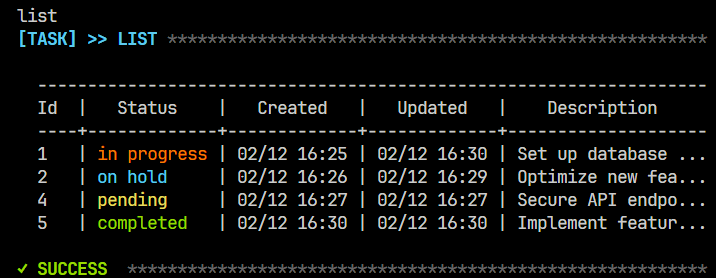 list
[TASK] >> LIST ******************************************************
-------------------------------------------------------------------
Id  |   Status    |   Created   |   Updated   |    Description
----+-------------+-------------+-------------+--------------------
1   | in progress | 02/12 16:25 | 02/12 16:30 | Set up database ...
2   | on hold     | 02/12 16:26 | 02/12 16:29 | Optimize new fea...
4   | pending     | 02/12 16:27 | 02/12 16:27 | Secure API endpo...
5   | completed   | 02/12 16:30 | 02/12 16:30 | Implement featur...
✓ SUCCESS  **********************************************************